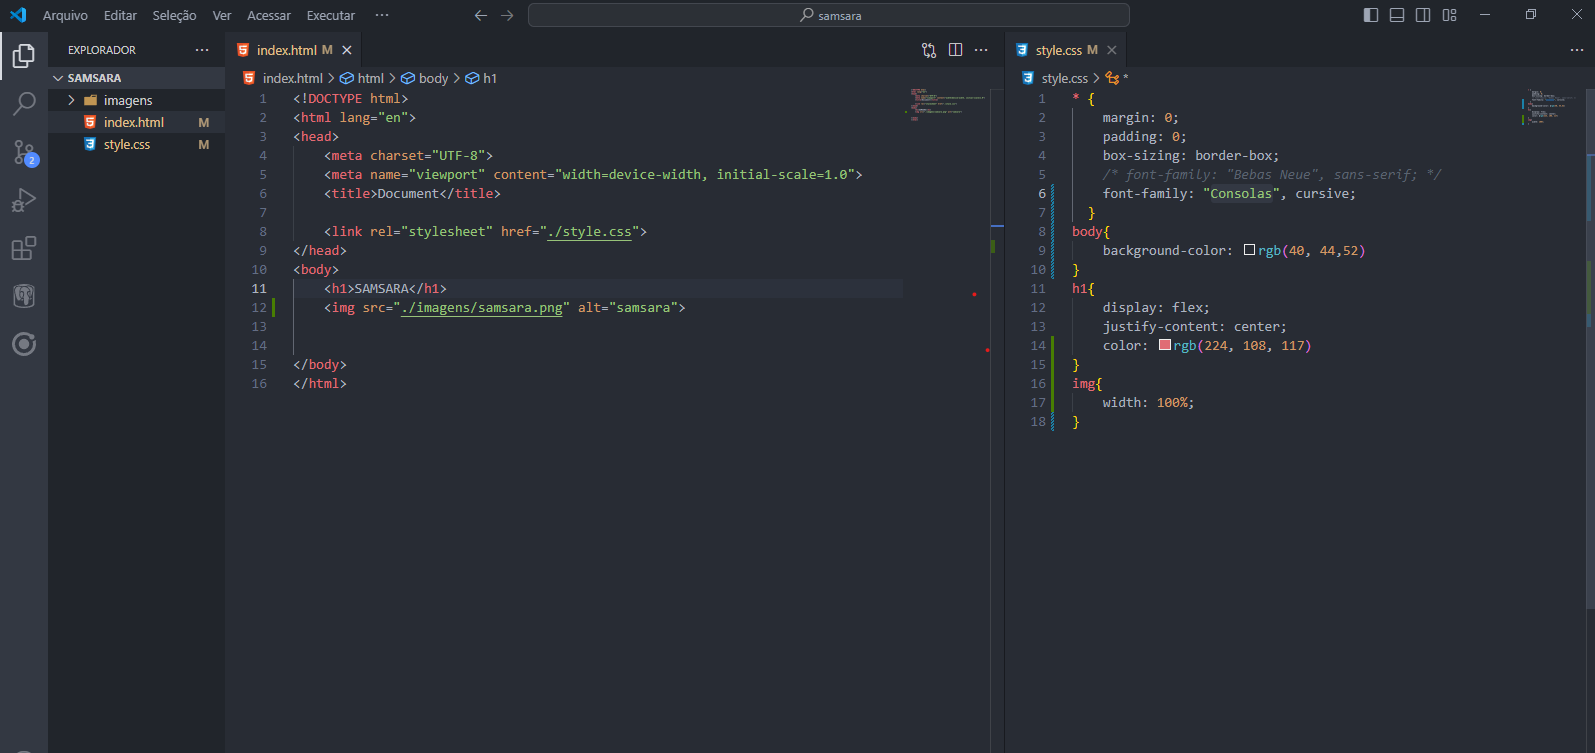 Arquivo Editar Seleção Ver Acessar Executar ···
samsara
EXPLORADOR ···
SAMSARA
imagens
index.html M
style.css M
2
index.html M
index.html > html > body > h1
1 <!DOCTYPE html>
2 <html lang="en">
3 <head>
4 <meta charset="UTF-8">
5 <meta name="viewport" content="width=device-width, initial-scale=1.0">
6 <title>Document</title>
7
8 <link rel="stylesheet" href="./style.css">
9 </head>
10 <body>
11 <h1>SAMSARA</h1>
12 <img src="./imagens/samsara.png" alt="samsara">
13
14
15 </body>
16 </html>
style.css M
style.css > *
1 * {
2 margin: 0;
3 padding: 0;
4 box-sizing: border-box;
5 /* font-family: "Bebas Neue", sans-serif; */
6 font-family: "Consolas", cursive;
7 }
8 body{
9 background-color: rgb(40, 44,52)
10 }
11 h1{
12 display: flex;
13 justify-content: center;
14 color: rgb(224, 108, 117)
15 }
16 img{
17 width: 100%;
18 }